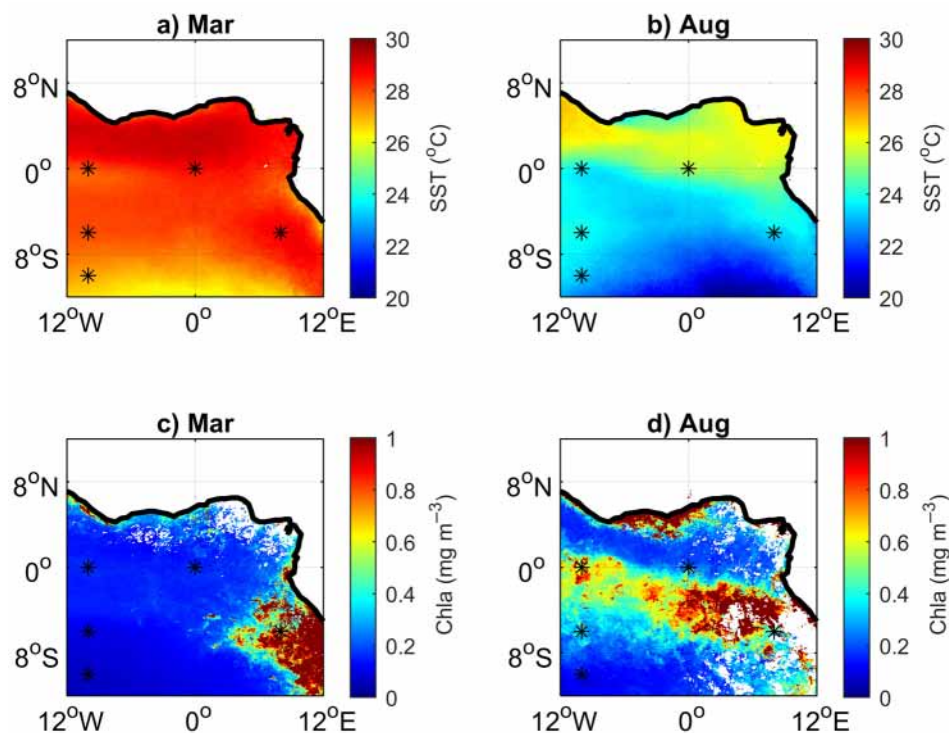 a) Mar
8°N
0°
8°S
12°W 0° 12°E
30
28
26
24
22
20
SST (°C)
b) Aug
8°N
0°
8°S
12°W 0° 12°E
30
28
26
24
22
20
SST (°C)
c) Mar
8°N
0°
8°S
12°W 0° 12°E
1
0.8
0.6
0.4
0.2
0
Chla (mg m⁻³)
d) Aug
8°N
0°
8°S
12°W 0° 12°E
1
0.8
0.6
0.4
0.2
0
Chla (mg m⁻³)